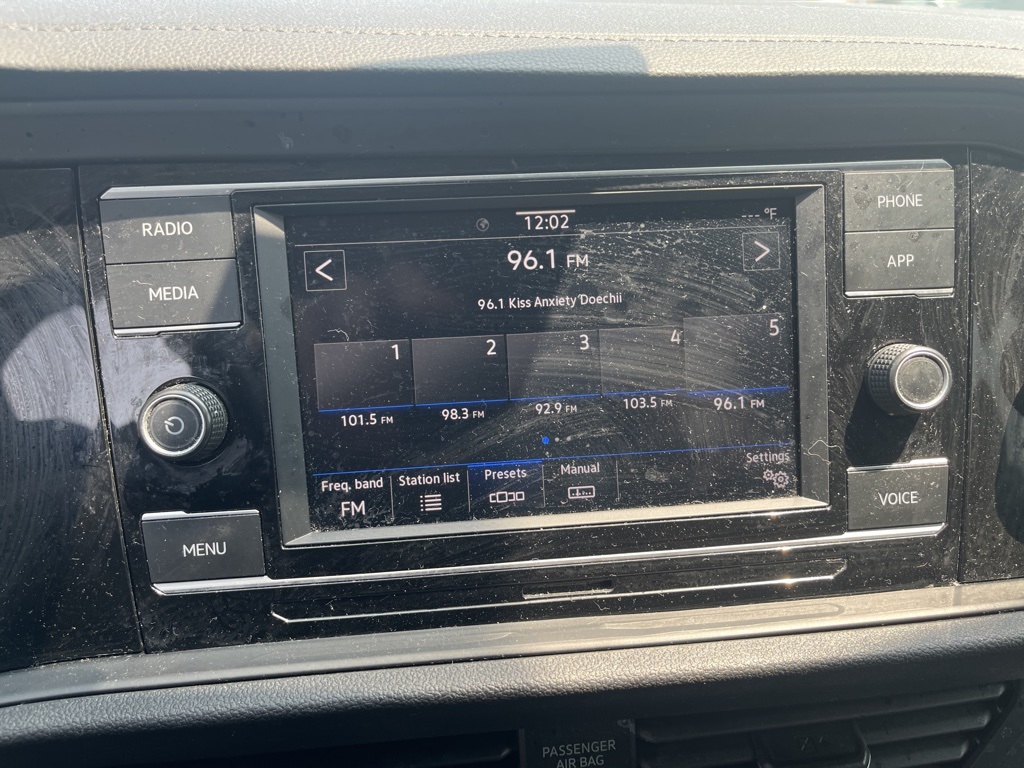 RADIO
MEDIA
MENU
12:02
--- °F
<
96.1 FM
>
96.1 Kiss Anxiety Doechii
1
2
3
4
5
101.5 FM
98.3 FM
92.9 FM
103.5 FM
96.1 FM
Freq. band
FM
Station list
Presets
Manual
Settings
PHONE
APP
VOICE
PASSENGER
AIR BAG